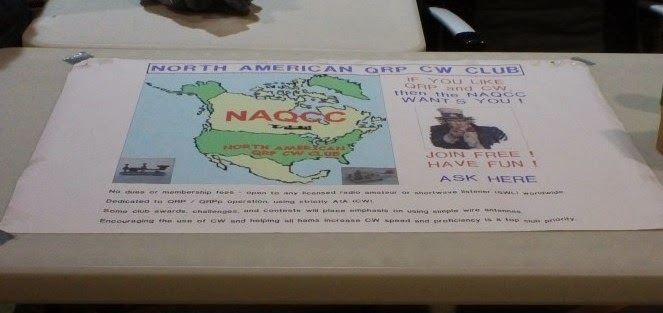 NORTH AMERICAN QRP CW CLUB
NAQCC
NORTH AMERICAN
QRP CW CLUB
IF YOU LIKE
QRP and CW
then the NAQCC
WANTS YOU !
JOIN FREE !
HAVE FUN !
ASK HERE
No dues or membership fees - open to any licensed radio amateur or shortwave listener (SWL) worldwide.
Dedicated to QRP / QRPp operation, using strictly A1A (CW).
Some club awards, challenges, and contests will place emphasis on using simple wire antennas.
Encouraging the use of CW and helping all hams increase CW speed and proficiency is a top club priority.